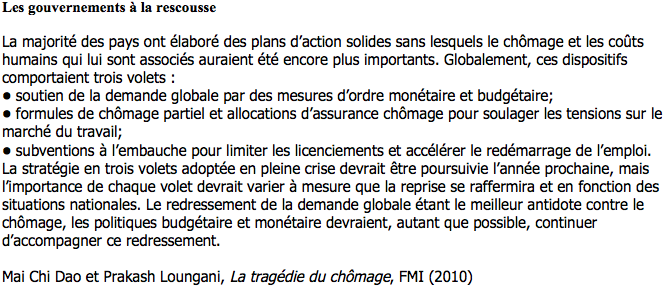 Les gouvernements à la rescousse
La majorité des pays ont élaboré des plans d’action solides sans lesquels le chômage et les coûts
humains qui lui sont associés auraient été encore plus importants. Globalement, ces dispositifs
comportaient trois volets :
● soutien de la demande globale par des mesures d’ordre monétaire et budgétaire;
● formules de chômage partiel et allocations d’assurance chômage pour soulager les tensions sur le
marché du travail;
● subventions à l’embauche pour limiter les licenciements et accélérer le redémarrage de l’emploi.
La stratégie en trois volets adoptée en pleine crise devrait être poursuivie l’année prochaine, mais
l’importance de chaque volet devrait varier à mesure que la reprise se raffermira et en fonction des
situations nationales. Le redressement de la demande globale étant le meilleur antidote contre le
chômage, les politiques budgétaire et monétaire devraient, autant que possible, continuer
d’accompagner ce redressement.
Mai Chi Dao et Prakash Loungani, La tragédie du chômage, FMI (2010)